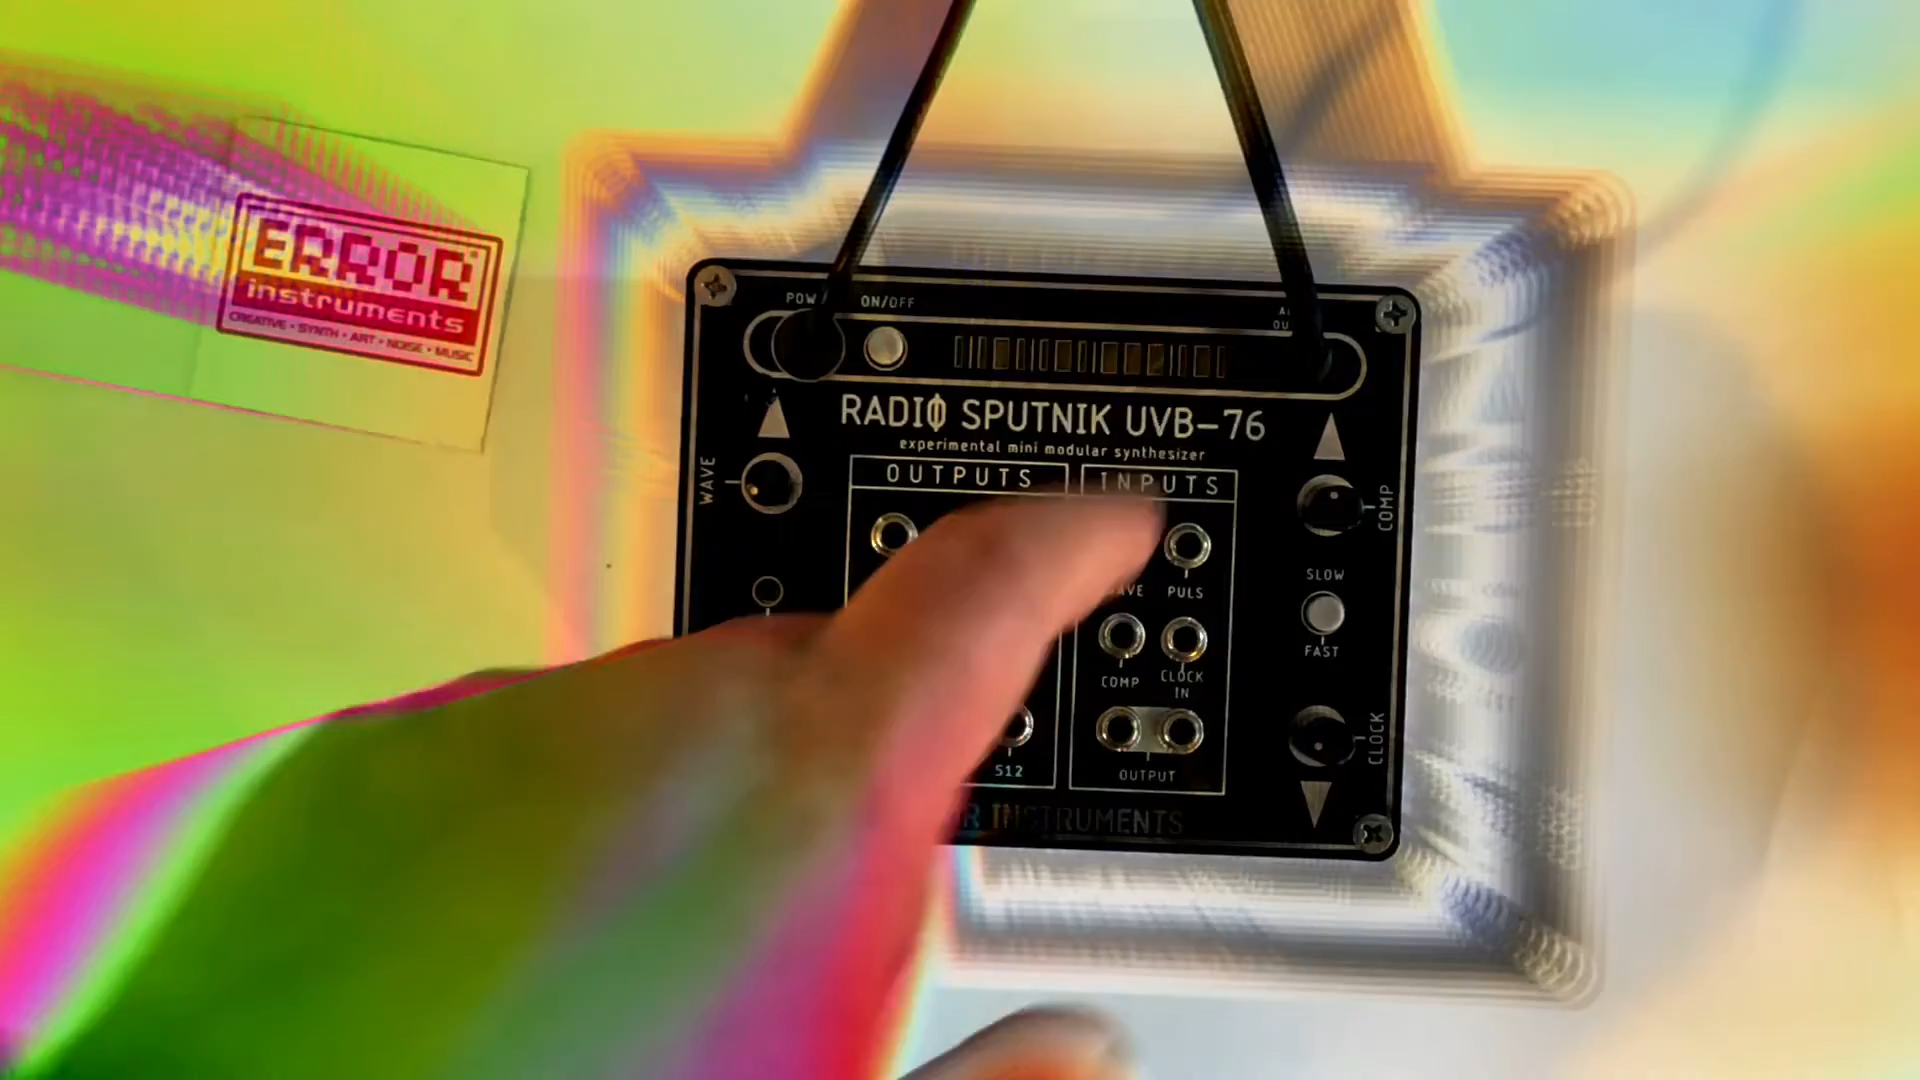 ERROR
instruments
CREATIVE • SYNTH • ART • NOISE • MUSIC
ON/OFF
RADIO SPUTNIK UVB-76
experimental mini modular synthesizer
OUTPUTS
INPUTS
WAVE
COMP
PULS
SLOW
FAST
COMP
CLOCK
IN
CLOCK
S12
OUTPUT
INSTRUMENTS